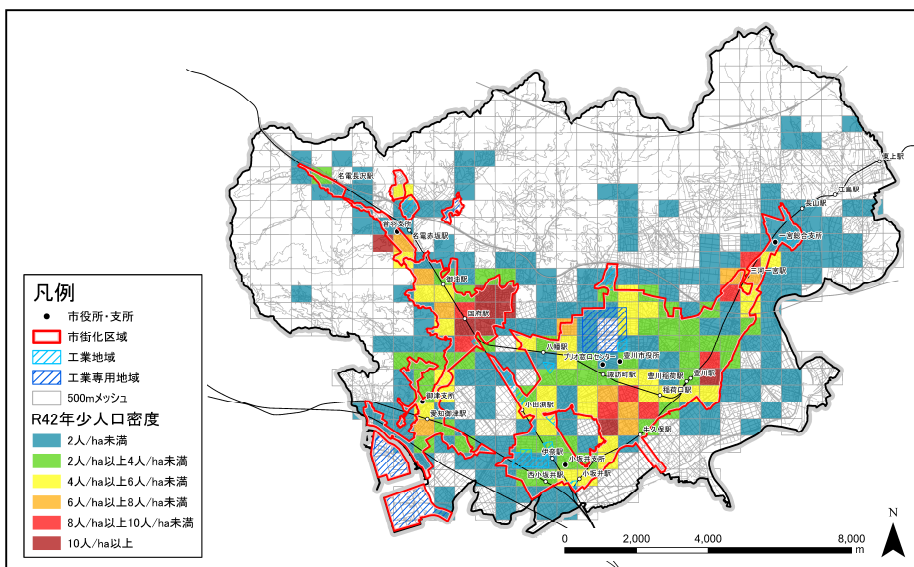 凡例
市役所・支所
市街化区域
工業地域
工業専用地域
500mメッシュ
R42年少人口密度
2人/ha未満
2人/ha以上4人/ha未満
4人/ha以上6人/ha未満
6人/ha以上8人/ha未満
8人/ha以上10人/ha未満
10人/ha以上
東上駅
江島駅
長山駅
一宮総合支所
三河一宮駅
名電長沢駅
音羽支所
名電赤坂駅
御油駅
国府駅
八幡駅
プリオ窓口センター
豊川市役所
諏訪町駅
豊川稲荷駅
豊川駅
稲荷口駅
御津支所
愛知御津駅
小田渕駅
牛久保駅
伊奈駅
小坂井支所
西小坂井駅
小坂井駅
N
0 2,000 4,000 8,000
m